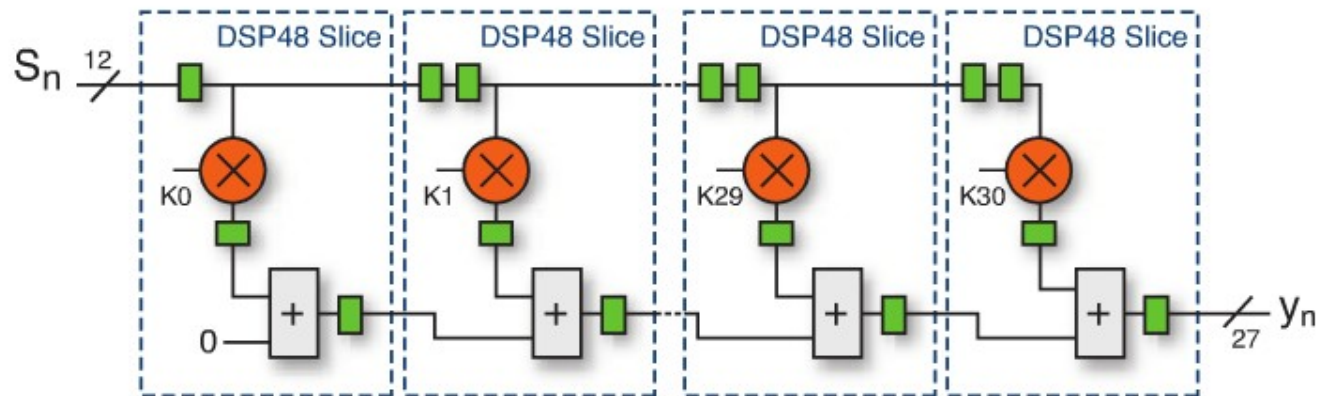 DSP48 Slice
DSP48 Slice
DSP48 Slice
DSP48 Slice
Sn
12
K0
K1
K29
K30
+
+
+
+
0
yn
27